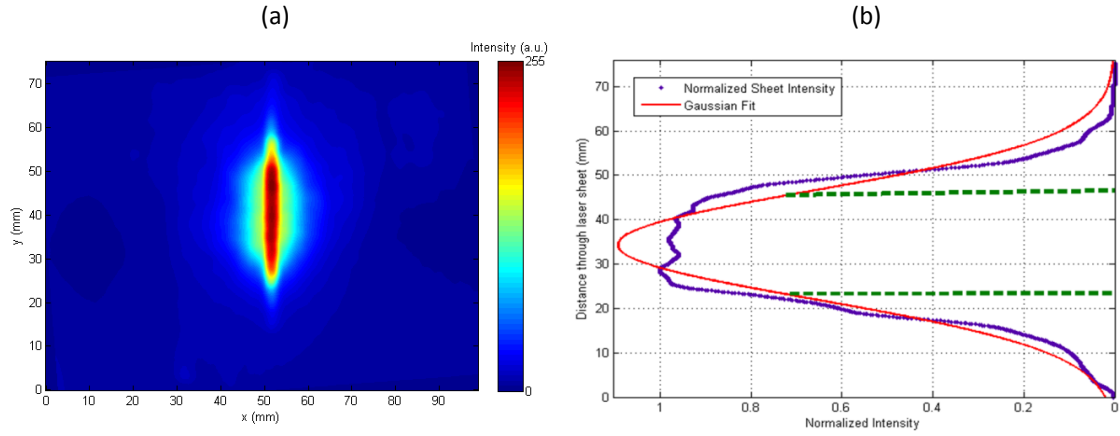 (a)
Intensity (a.u.)
255
0
70
60
50
40
30
20
10
0
y (mm)
0 10 20 30 40 50 60 70 80 90
x (mm)
(b)
Normalized Sheet Intensity
Gaussian Fit
70
60
50
40
30
20
10
0
Distance through laser sheet (mm)
1 0.8 0.6 0.4 0.2 0
Normalized Intensity